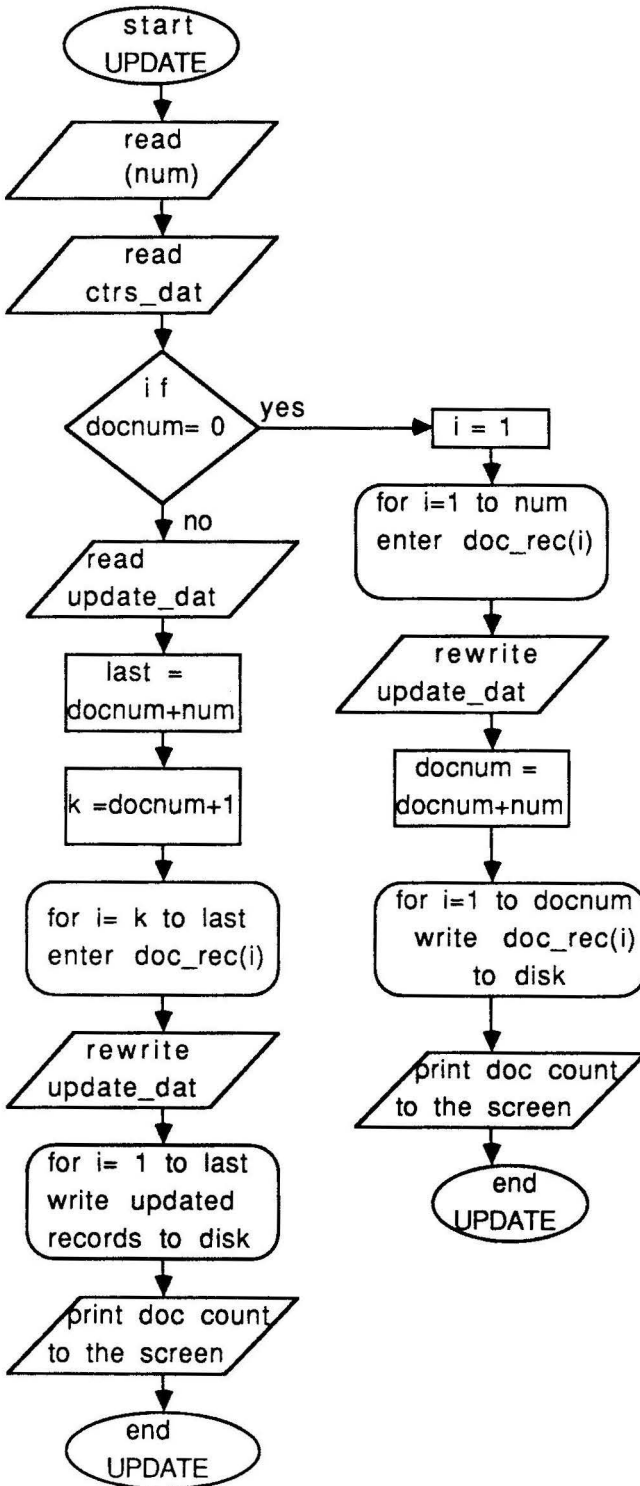 start
UPDATE
read
(num)
read
ctrs_dat
if
docnum= 0
yes
no
read
update_dat
last =
docnum+num
k =docnum+1
for i= k to last
enter doc_rec(i)
rewrite
update_dat
for i= 1 to last
write updated
records to disk
print doc count
to the screen
end
UPDATE
i = 1
for i=1 to num
enter doc_rec(i)
rewrite
update_dat
docnum =
docnum+num
for i=1 to docnum
write doc_rec(i)
to disk
print doc count
to the screen
end
UPDATE